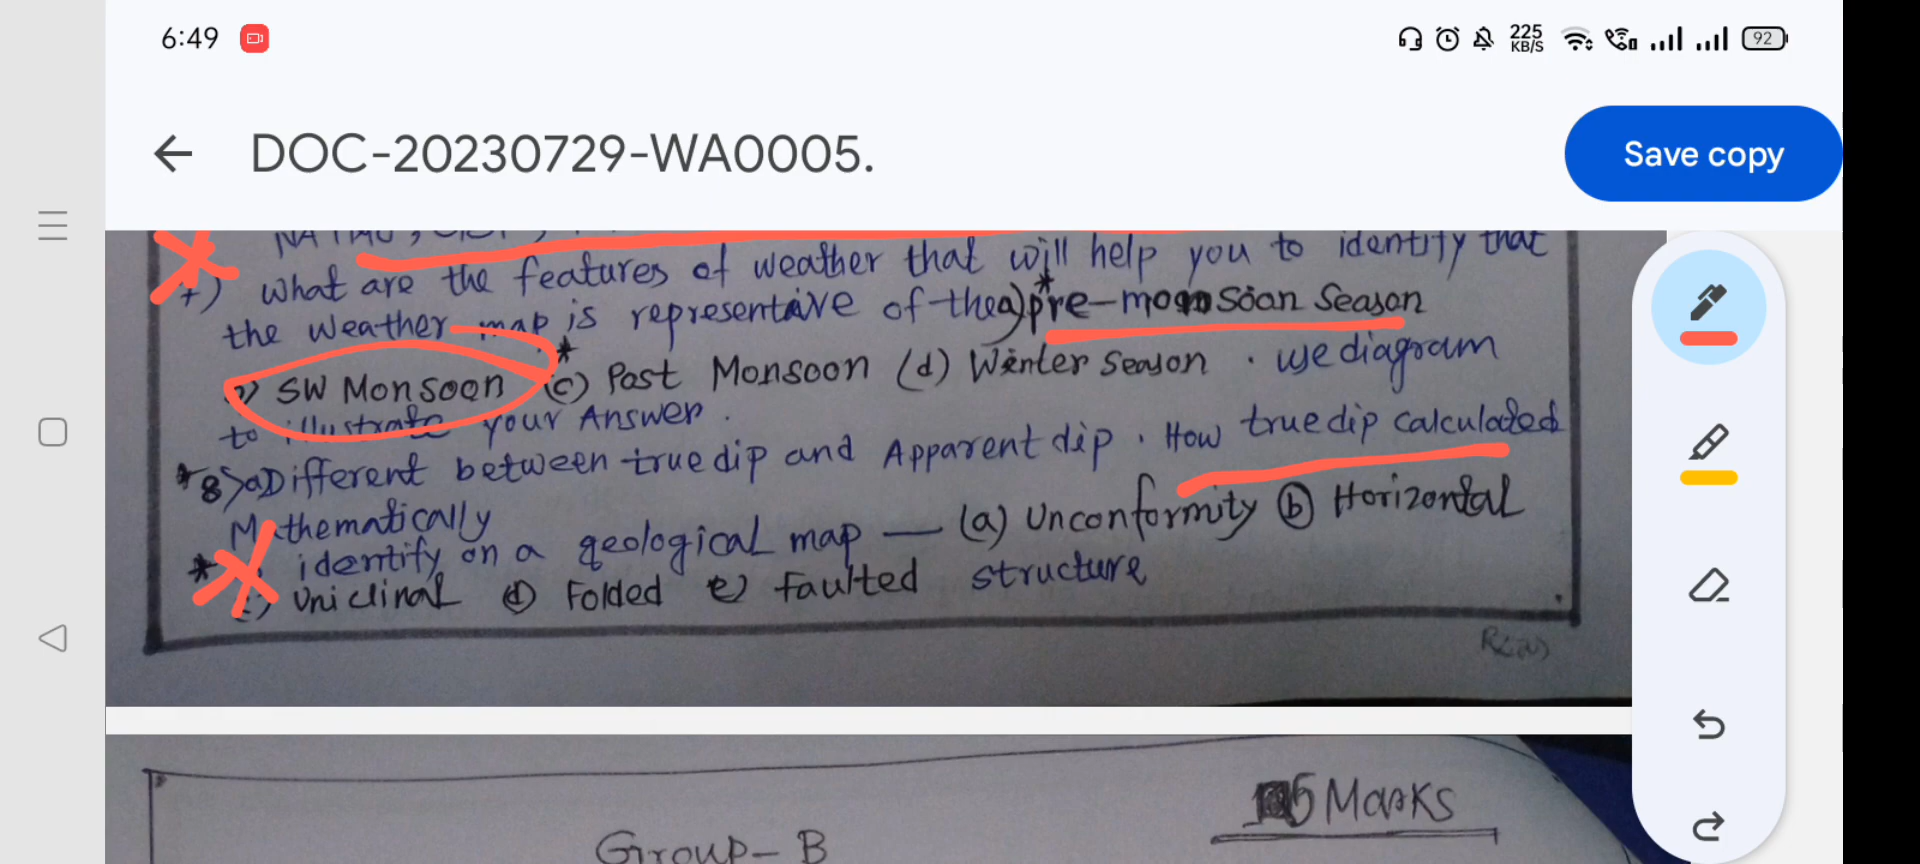 6:49
225 KB/S
92
DOC-20230729-WA0005.
Save copy
7) What are the features of weather that will help you to identify that
the weather map is representaive of the a) pre-monsoon Season
b) SW Monsoon (c) Post Monsoon (d) Winter Season . use diagram
to illustrate your Answer .
* 8) a Different between true dip and Apparent dip . How true dip calculated
Mathematically
* identify on a geological map — (a) Unconformity (b) Horizontal
c) Uniclinal (d) Folded e) Faulted structure
5 Marks
Group- B